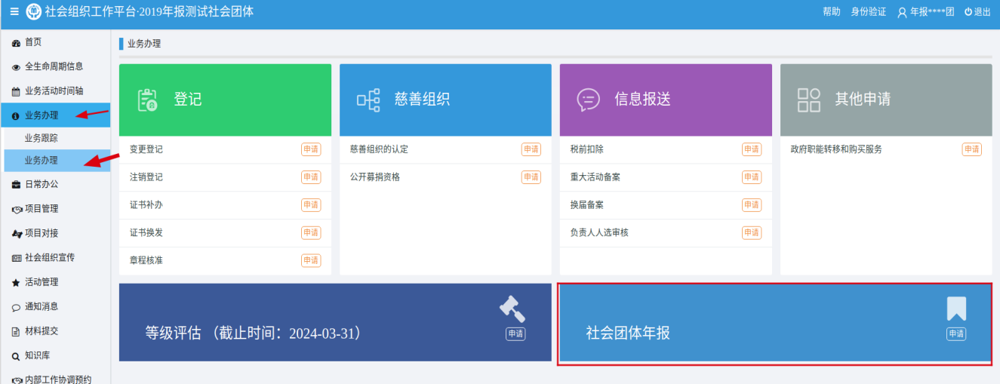 社会组织工作平台·2019年报测试社会团体
帮助 身份验证 年报****团 退出
首页
全生命周期信息
业务活动时间轴
业务办理
业务跟踪
业务办理
日常办公
项目管理
项目对接
社会组织宣传
活动管理
通知消息
材料提交
知识库
内部工作协调预约
业务办理
登记
变更登记 申请
注销登记 申请
证书补办 申请
证书换发 申请
章程核准 申请
慈善组织
慈善组织的认定 申请
公开募捐资格 申请
信息报送
税前扣除 申请
重大活动备案 申请
换届备案 申请
负责人人选审核 申请
其他申请
政府职能转移和购买服务 申请
等级评估 （截止时间：2024-03-31）
申请
社会团体年报
申请